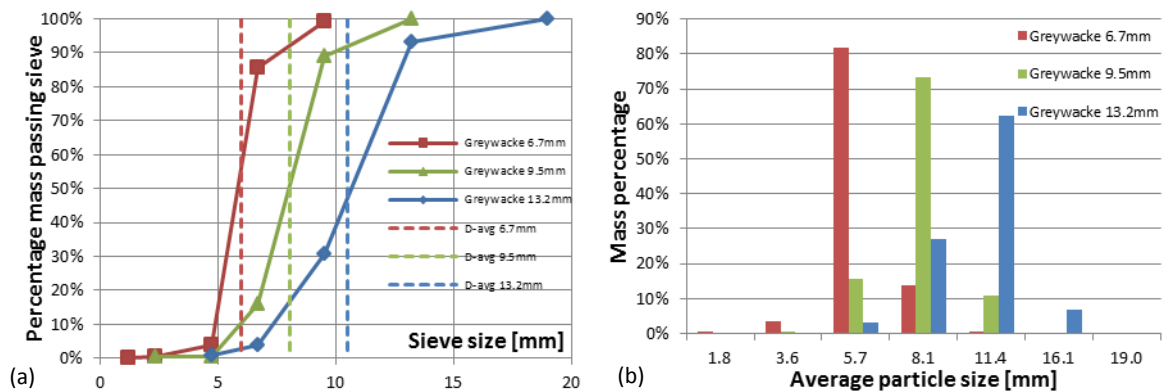 Percentage mass passing sieve
100%
90%
80%
70%
60%
50%
40%
30%
20%
10%
0%
Greywacke 6.7mm
Greywacke 9.5mm
Greywacke 13.2mm
D-avg 6.7mm
D-avg 9.5mm
D-avg 13.2mm
Sieve size [mm]
0 5 10 15 20
(a)
Mass percentage
90%
80%
70%
60%
50%
40%
30%
20%
10%
0%
Greywacke 6.7mm
Greywacke 9.5mm
Greywacke 13.2mm
1.8 3.6 5.7 8.1 11.4 16.1 19.0
Average particle size [mm]
(b)